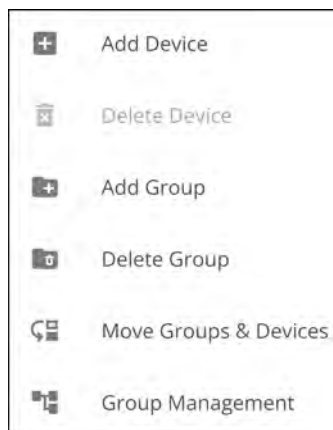 Add Device
Delete Device
Add Group
Delete Group
Move Groups & Devices
Group Management